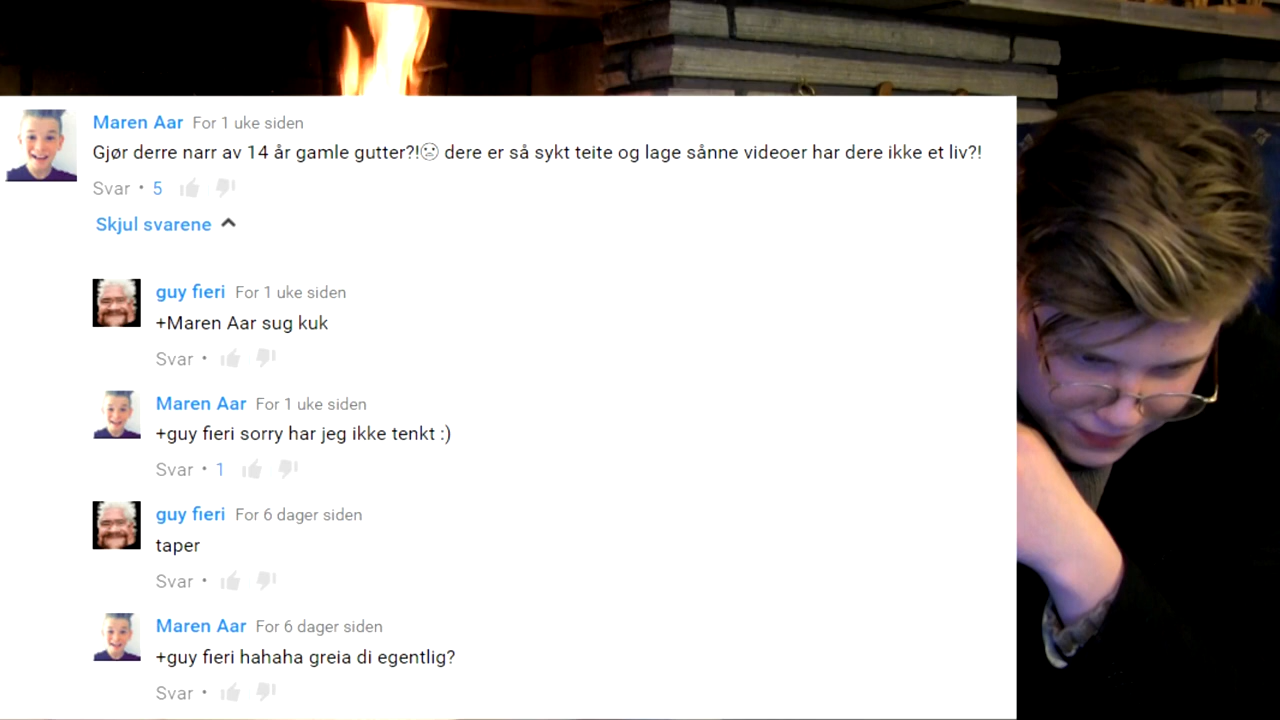 Maren Aar For 1 uke siden
Gjør derre narr av 14 år gamle gutter?!☹ dere er så sykt teite og lage sånne videoer har dere ikke et liv?!
Svar • 5
Skjul svarene
guy fieri For 1 uke siden
+Maren Aar sug kuk
Svar •
Maren Aar For 1 uke siden
+guy fieri sorry har jeg ikke tenkt :)
Svar • 1
guy fieri For 6 dager siden
taper
Svar •
Maren Aar For 6 dager siden
+guy fieri hahaha greia di egentlig?
Svar •